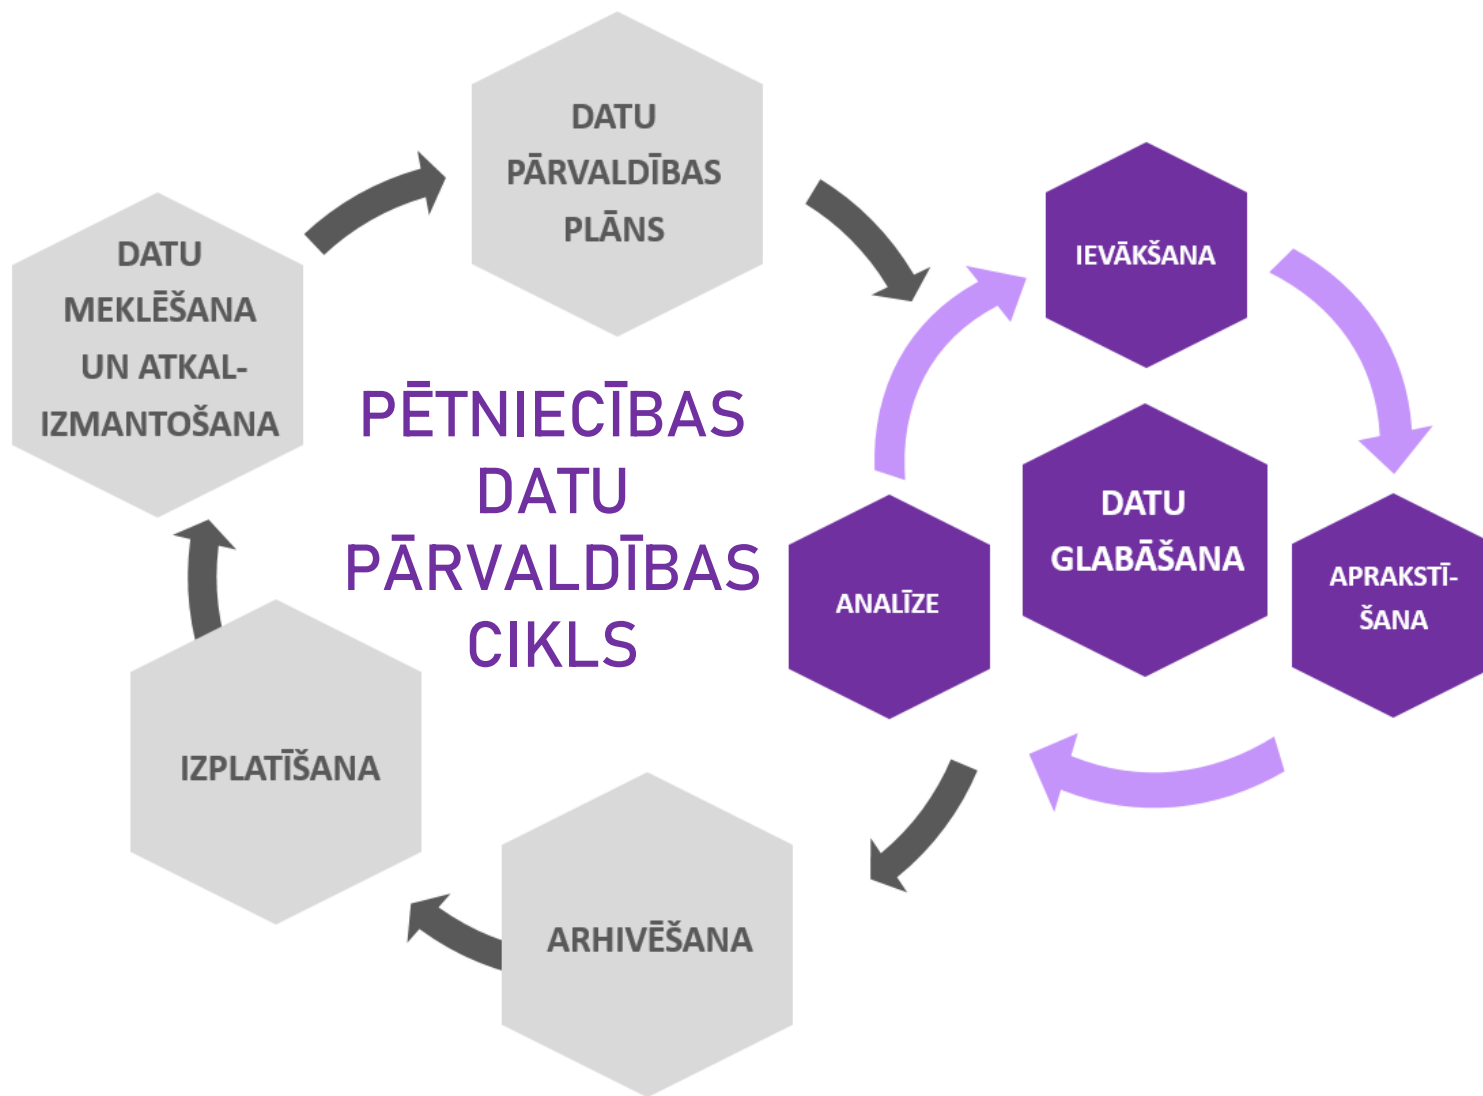 DATU
PĀRVALDĪBAS
PLĀNS
IEVĀKŠANA
DATU
MEKLĒŠANA
UN ATKAL-
IZMANTOŠANA
PĒTNIECĪBAS
DATU
PĀRVALDĪBAS
CIKLS
DATU
GLABĀŠANA
ANALĪZE
APRAKSTĪ-
ŠANA
IZPLATĪŠANA
ARHIVĒŠANA